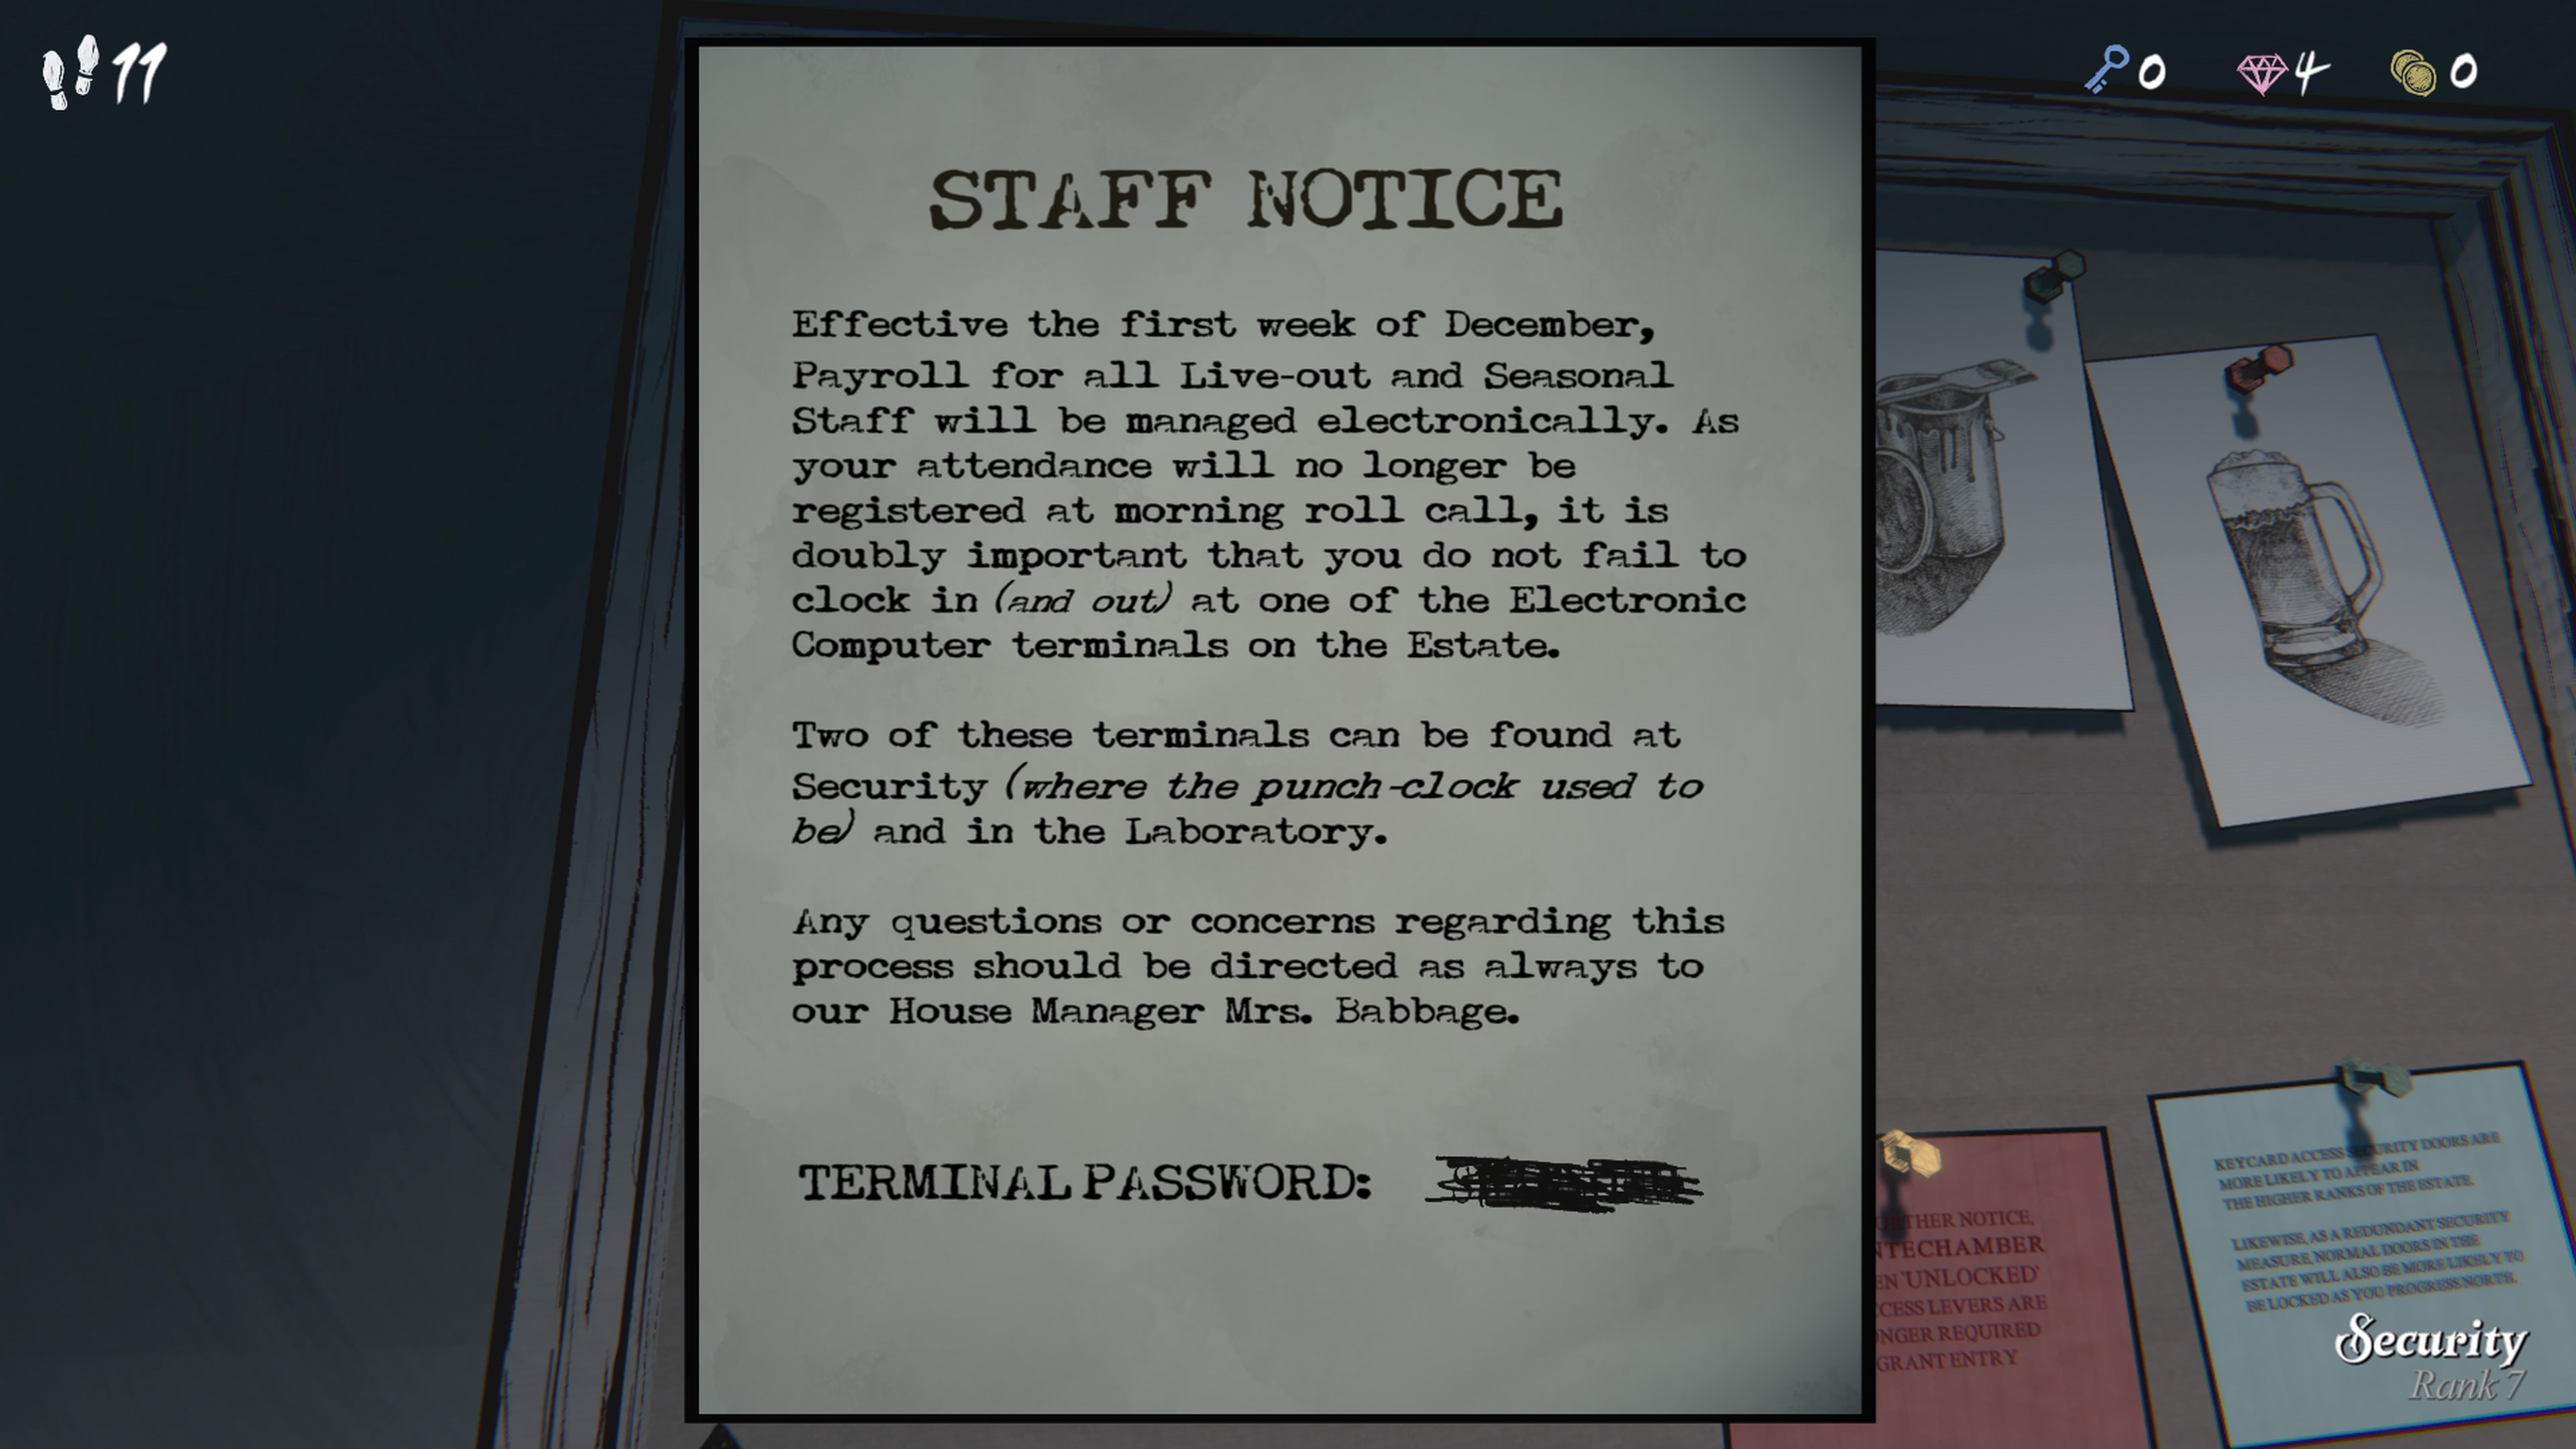 11
0 4 0
STAFF NOTICE
Effective the first week of December,
Payroll for all Live-out and Seasonal
Staff will be managed electronically. As
your attendance will no longer be
registered at morning roll call, it is
doubly important that you do not fail to
clock in (and out) at one of the Electronic
Computer terminals on the Estate.
Two of these terminals can be found at
Security (where the punch-clock used to
be) and in the Laboratory.
Any questions or concerns regarding this
process should be directed as always to
our House Manager Mrs. Babbage.
TERMINAL PASSWORD:
NOTICE,
'UNLOCKED'
LEVERS ARE
REQUIRED
GRANT ENTRY
KEYCARD ACCESS SECURITY DOORS ARE
MORE LIKELY TO APPEAR IN
THE HIGHER RANKS OF THE ESTATE.
LIKEWISE, AS A REDUNDANT SECURITY
MEASURE, NORMAL DOORS IN THE
ESTATE WILL ALSO BE MORE LIKELY TO
BE LOCKED AS YOU PROGRESS NORTH.
Security
Rank 7